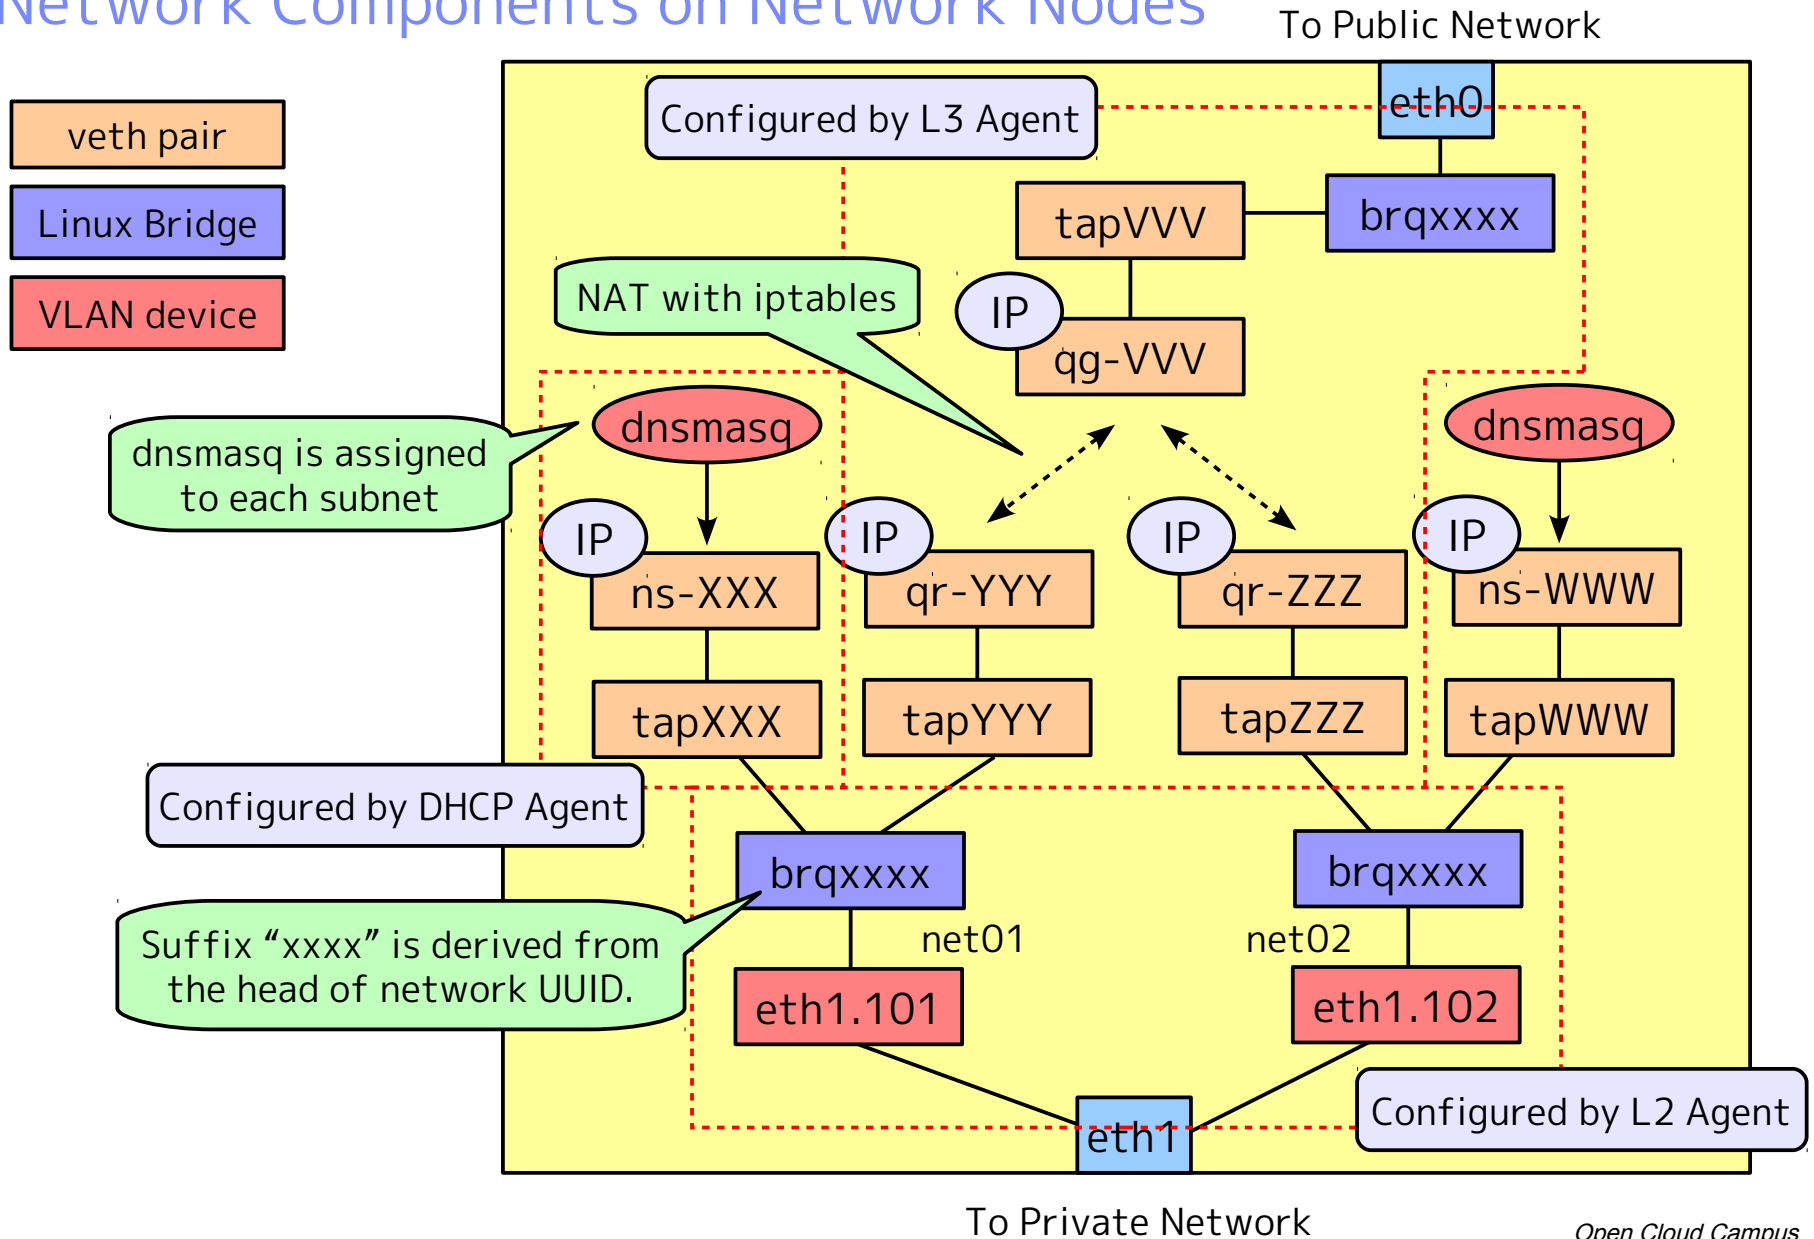 Network Components on Network Nodes
To Public Network
veth pair
Linux Bridge
VLAN device
Configured by L3 Agent
eth0
tapVVV
brqxxxx
NAT with iptables
IP
qg-VVV
dnsmasq
dnsmasq
dnsmasq is assigned
to each subnet
IP
IP
IP
IP
ns-XXX
qr-YYY
qr-ZZZ
ns-WWW
tapXXX
tapYYY
tapZZZ
tapWWW
Configured by DHCP Agent
brqxxxx
brqxxxx
Suffix “xxxx” is derived from
the head of network UUID.
net01
net02
eth1.101
eth1.102
Configured by L2 Agent
eth1
To Private Network
Open Cloud Campus